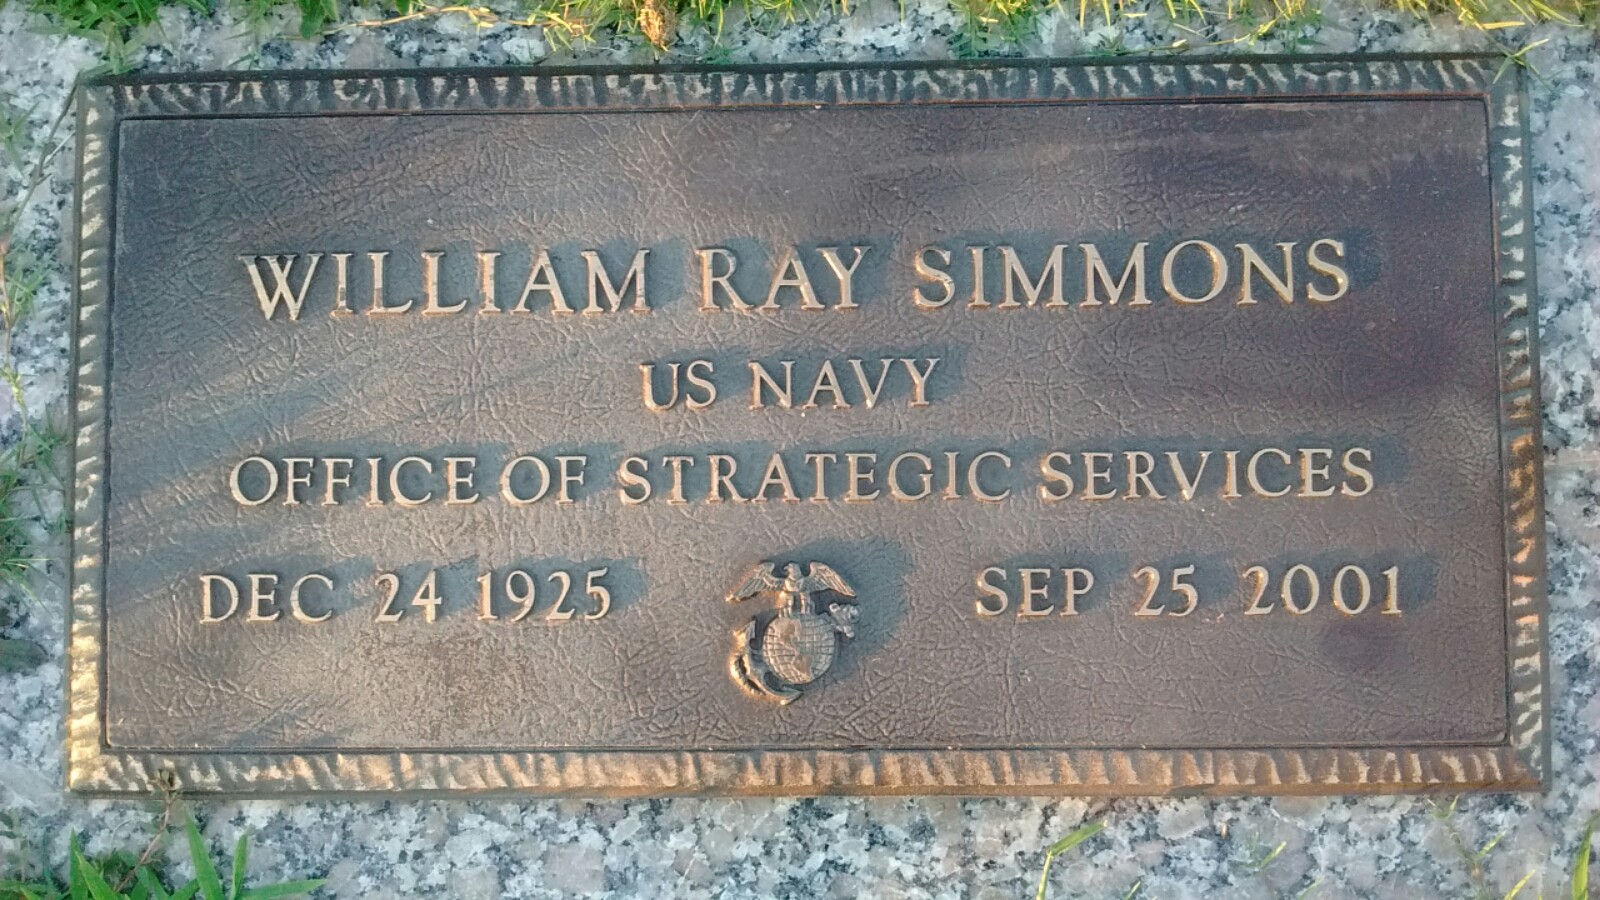 WILLIAM RAY SIMMONS
US NAVY
OFFICE OF STRATEGIC SERVICES
DEC 24 1925 SEP 25 2001